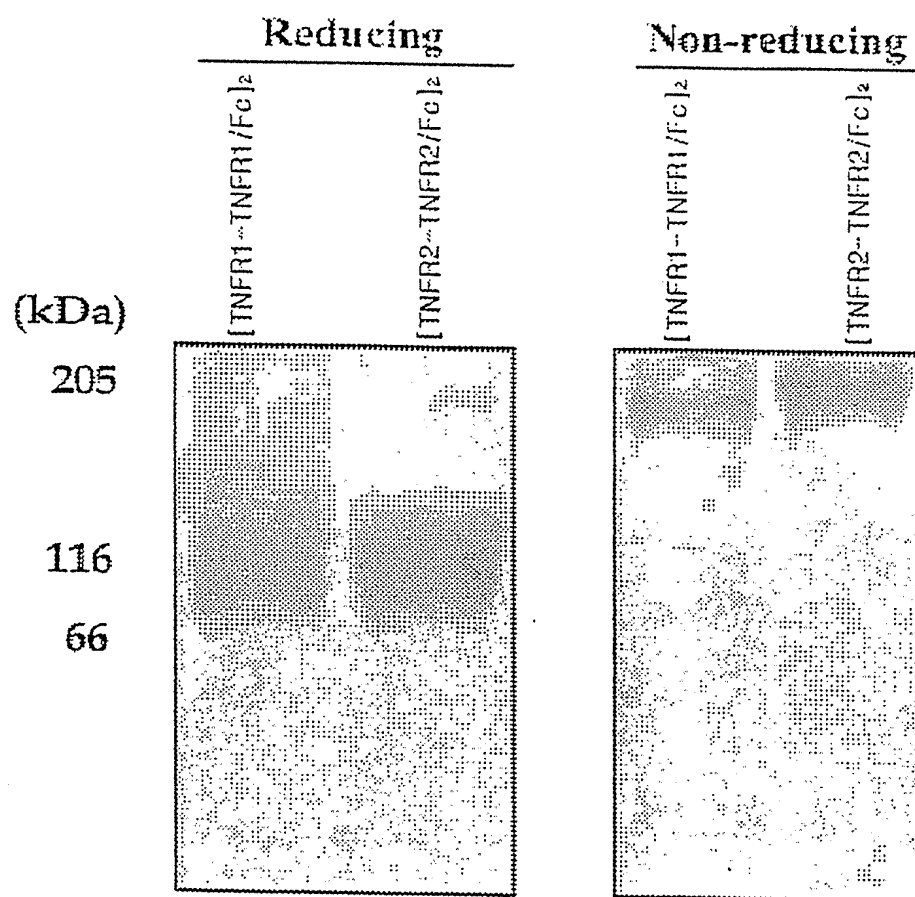 Reducing
Non-reducing
[TNFR1-TNFR1/Fc]₂
[TNFR2-TNFR2/Fc]₂
[TNFR1-TNFR1/Fc]₂
[TNFR2-TNFR2/Fc]₂
(kDa)
205
116
66